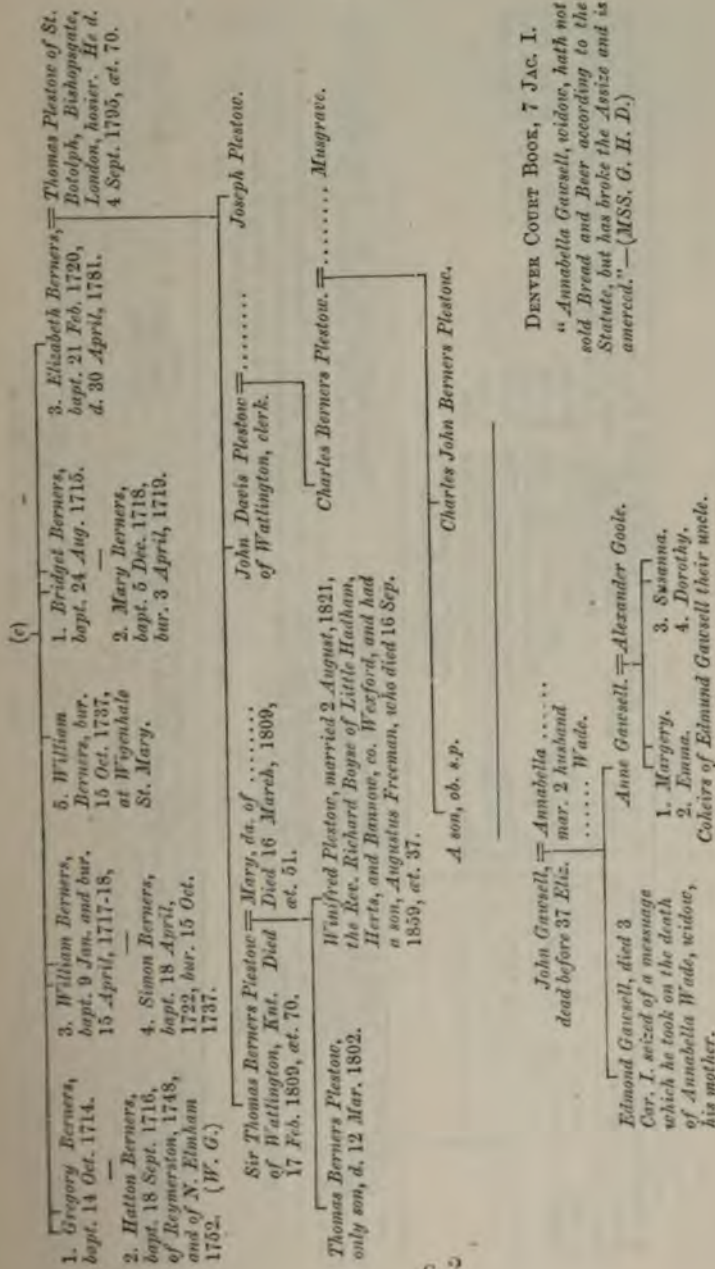 (c)
1. Gregory Berners,
bapt. 14 Oct. 1714.
—
2. Hatton Berners,
bapt. 18 Sept. 1716,
of Reymerston, 1748,
and of N. Elmham
1752. (W. G.)
3. William Berners,
bapt. 9 Jan. and bur.
15 April, 1717-18,
—
4. Simon Berners,
bapt. 18 April,
1722, bur. 15 Oct.
1737.
5. William
Berners, bur.
15 Oct. 1737,
at Wigenhale
St. Mary.
1. Bridget Berners,
bapt. 24 Aug. 1715.
—
2. Mary Berners,
bapt. 5 Dec. 1718,
bur. 3 April, 1719.
3. Elizabeth Berners,
bapt. 21 Feb. 1720,
d. 30 April, 1781.
= Thomas Plestow of St.
Botolph, Bishopsgate,
London, hosier. He d.
4 Sept. 1795, æt. 70.
Sir Thomas Berners Plestow
of Watlington, Knt. Died
17 Feb. 1809, æt. 70.
= Mary, da. of .........
Died 16 March, 1809,
æt. 51.
John Davis Plestow = .........
of Watlington, clerk.
Joseph Plestow.
Thomas Berners Plestow,
only son, d. 12 Mar. 1802.
Winifred Plestow, married 2 August, 1821,
the Rev. Richard Boyse of Little Hadham,
Herts, and Bannow, co. Wexford, and had
a son, Augustus Freeman, who died 16 Sep.
1859, æt. 37.
Charles Berners Plestow. = ......... Musgrave.
A son, ob. s.p.
Charles John Berners Plestow.
John Gawsell, = Annabella ......
dead before 37 Eliz. mar. 2 husband
...... Wade.
Edmond Gawsell, died 3
Car. I. seized of a messuage
which he took on the death
of Annabella Wade, widow,
his mother.
Anne Gawsell. = Alexander Goole.
1. Margery. 3. Susanna.
2. Emma. 4. Dorothy.
Coheirs of Edmund Gawsell their uncle.
DENVER COURT BOOK, 7 JAC. I.
"Annabella Gawsell, widow, hath not
sold Bread and Beer according to the
Statute, but has broke the Assize and is
amerced."—(MSS. G. H. D.)